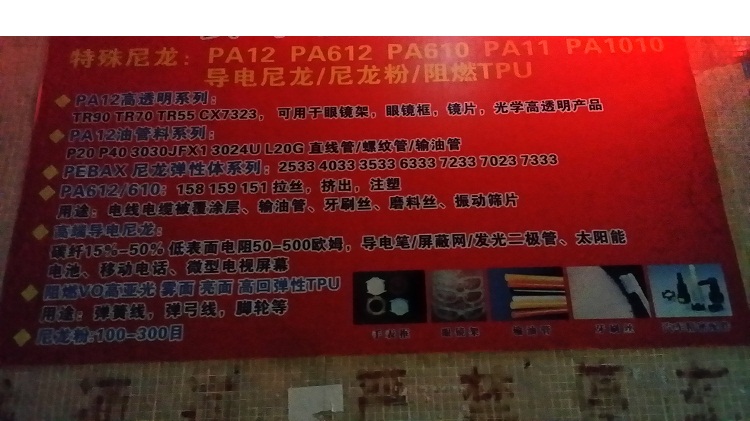 特殊尼龙：PA12 PA612 PA610 PA11 PA1010
导电尼龙/尼龙粉/阻燃TPU
PA12高透明系列：
TR90 TR70 TR55 CX7323，可用于眼镜架，眼镜框，镜片，光学高透明产品
PA12油管料系列：
P20 P40 3030JFX1 3024U L20G 直线管/螺纹管/输油管
PEBAX 尼龙弹性体系列：2533 4033 3533 6333 7233 7023 7333
PA612/610：158 159 151 拉丝，挤出，注塑
用途：电线电缆被覆涂层、输油管、牙刷丝、磨料丝、振动筛片
高端导电尼龙：
碳纤15%-50% 低表面电阻50-500欧姆，导电笔/屏蔽网/发光二极管、太阳能
电池、移动电话、微型电视屏幕
阻燃VO高亚光 雾面 亮面 高回弹性TPU
用途：弹簧线，弹弓线，脚轮等
尼龙粉:100-300目
牙刷丝
严禁